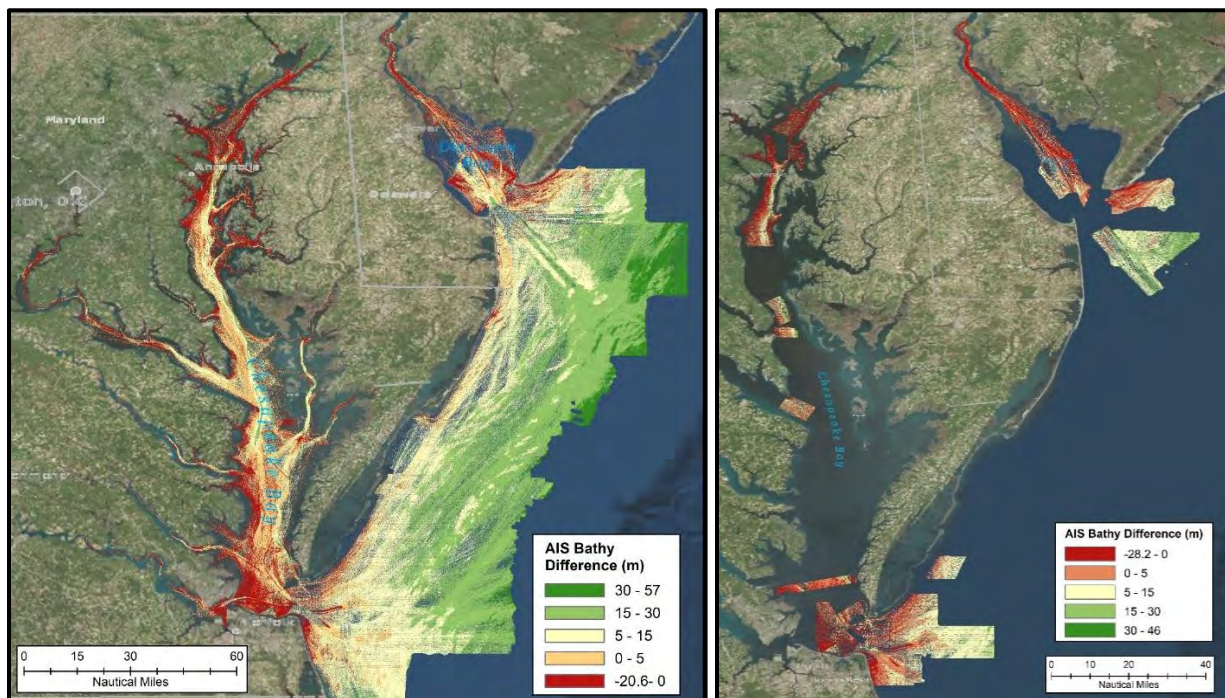 Maryland
Annapolis
Delaware
Chesapeake Bay
AIS Bathy
Difference (m)
30 - 57
15 - 30
5 - 15
0 - 5
-20.6- 0
0 15 30 60
Nautical Miles
Chesapeake Bay
AIS Bathy Difference (m)
-28.2 - 0
0 - 5
5 - 15
15 - 30
30 - 46
0 10 20 40
Nautical Miles